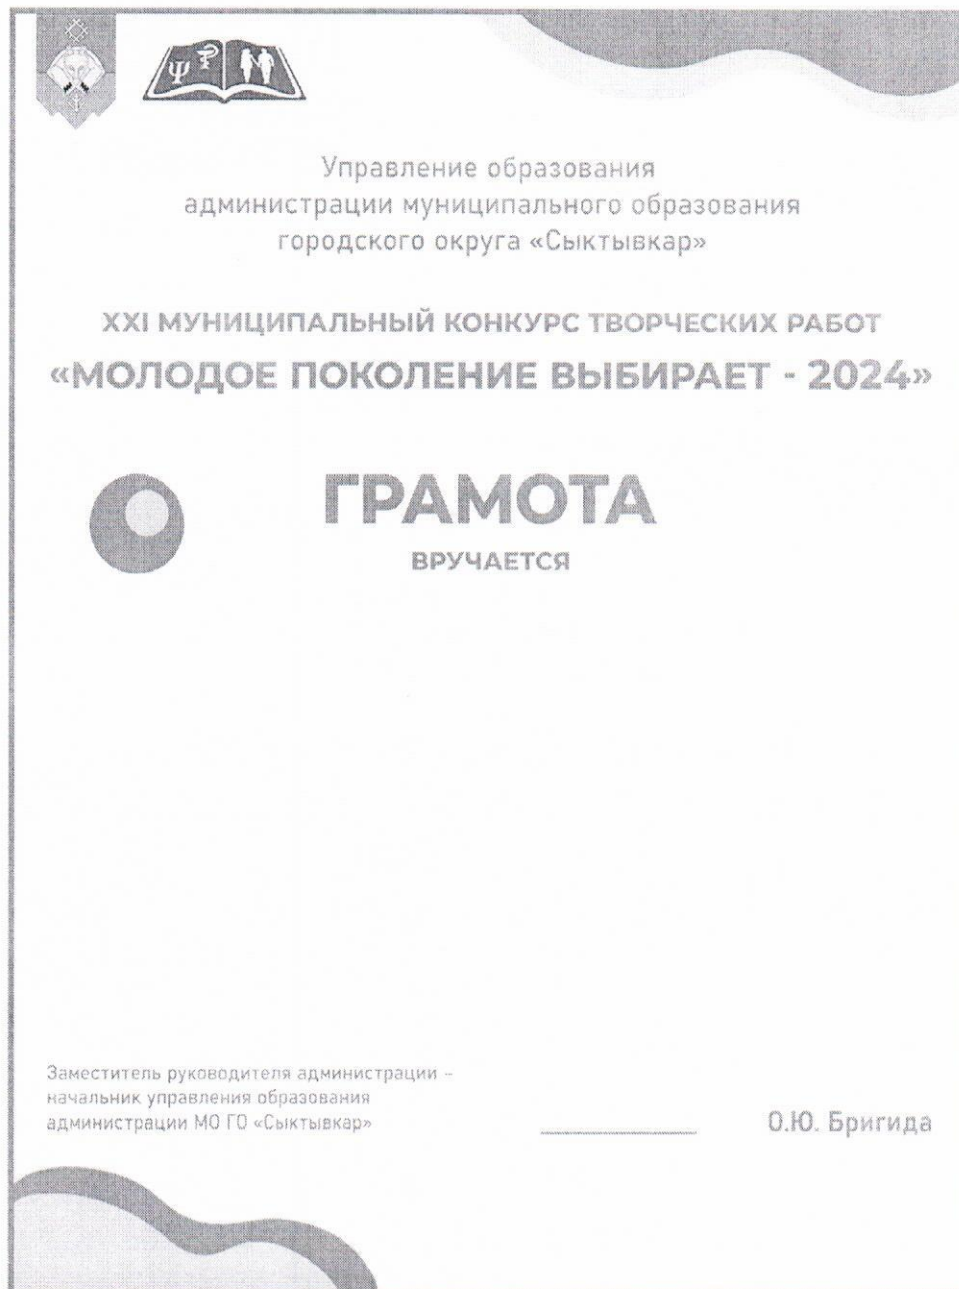 Управление образования
администрации муниципального образования
городского округа «Сыктывкар»
XXI МУНИЦИПАЛЬНЫЙ КОНКУРС ТВОРЧЕСКИХ РАБОТ
«МОЛОДОЕ ПОКОЛЕНИЕ ВЫБИРАЕТ - 2024»
ГРАМОТА
ВРУЧАЕТСЯ
Заместитель руководителя администрации –
начальник управления образования
администрации МО ГО «Сыктывкар»
О.Ю. Бригида